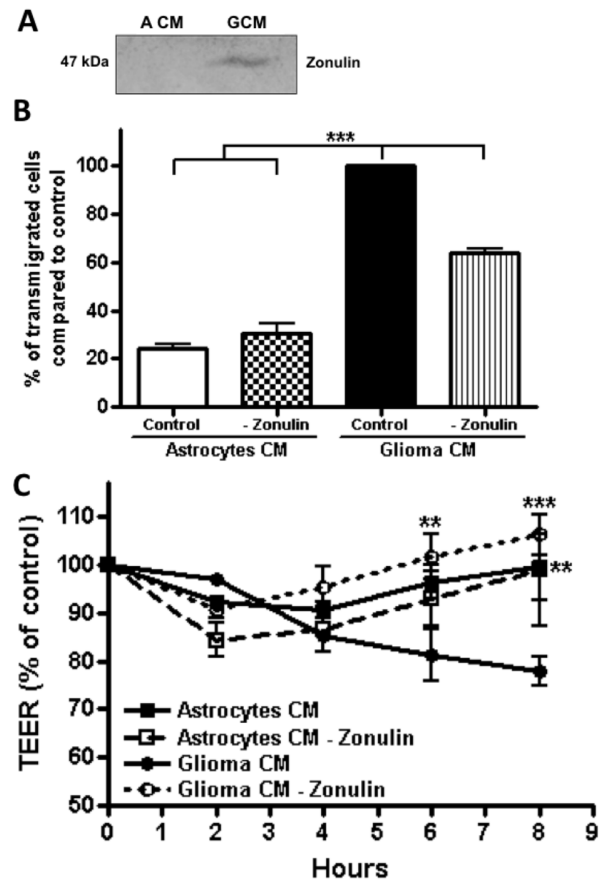 A
A CM GCM
47 kDa Zonulin
B
% of transmigrated cells
compared to control
***
100
80
60
40
20
0
Control - Zonulin Control - Zonulin
Astrocytes CM Glioma CM
C
TEER (% of control)
110
100
90
80
70
60
50
** ***
**
Astrocytes CM
Astrocytes CM - Zonulin
Glioma CM
Glioma CM - Zonulin
0 1 2 3 4 5 6 7 8 9
Hours